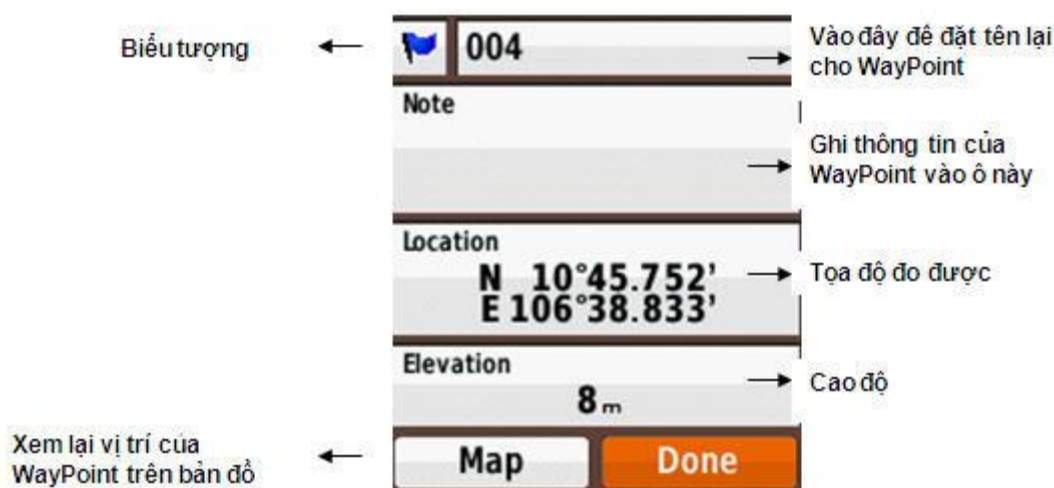 Biểu tượng
004
Vào đây để đặt tên lại
cho WayPoint
Note
Ghi thông tin của
WayPoint vào ô này
Location
N 10°45.752'
E 106°38.833'
Tọa độ đo được
Elevation
8 m
Cao độ
Xem lại vị trí của
WayPoint trên bản đồ
Map
Done